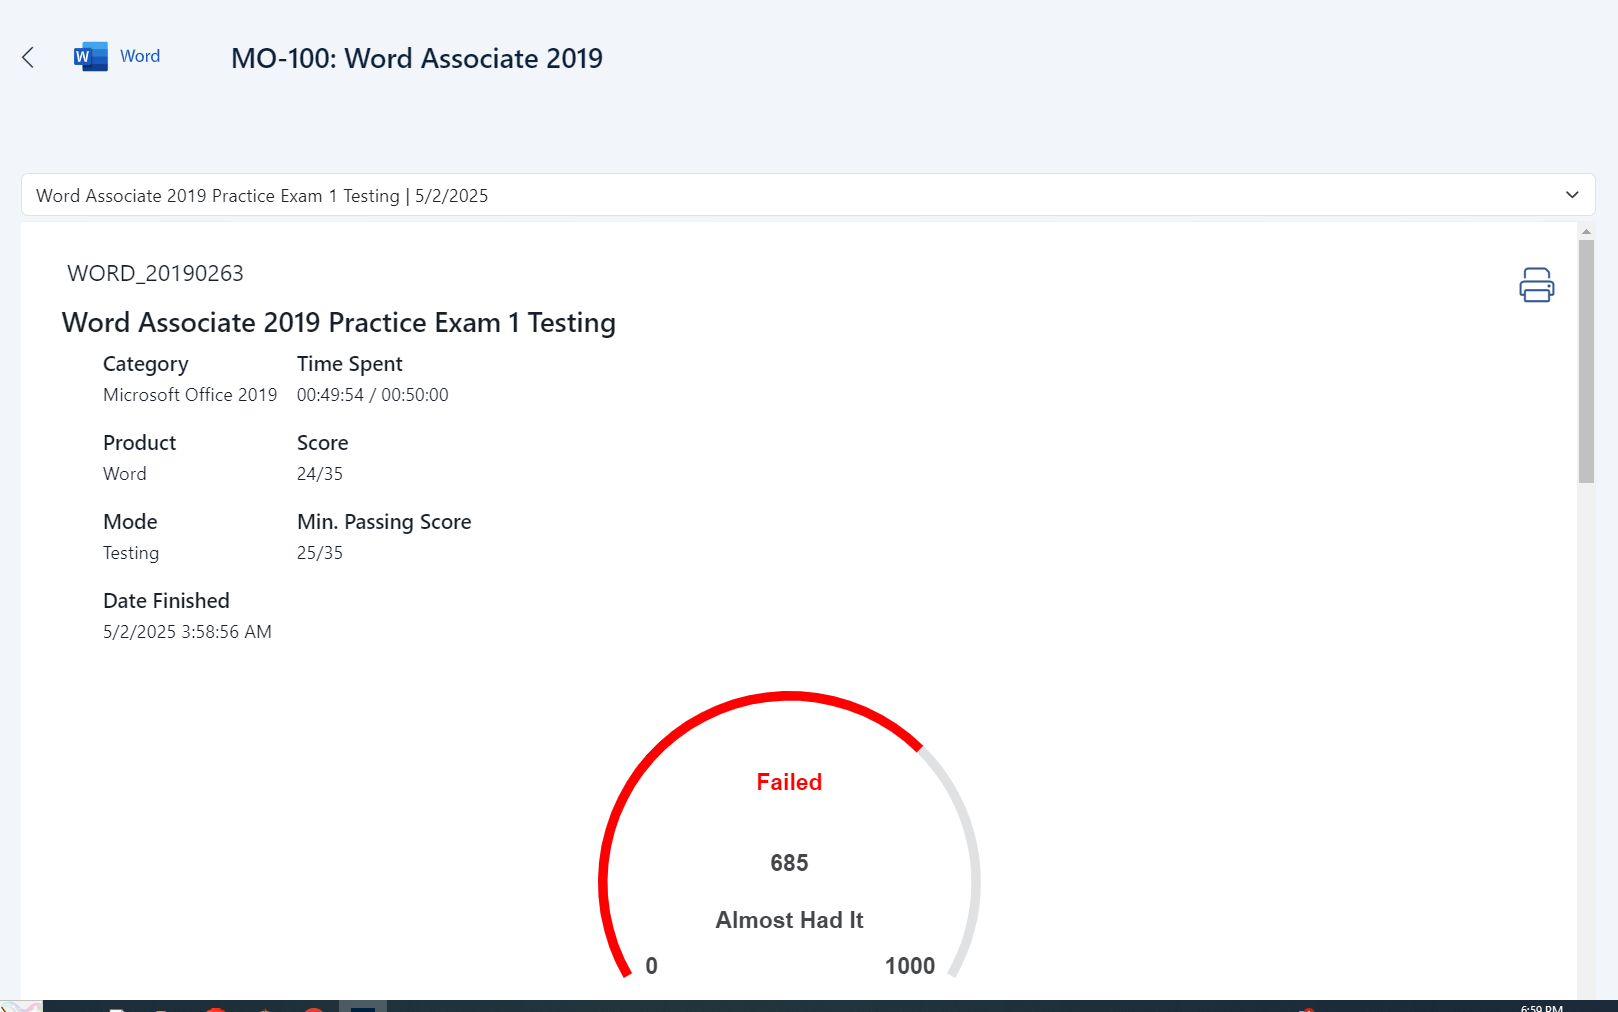 Word
MO-100: Word Associate 2019
Word Associate 2019 Practice Exam 1 Testing | 5/2/2025
WORD_20190263
Word Associate 2019 Practice Exam 1 Testing
Category
Time Spent
Microsoft Office 2019
00:49:54 / 00:50:00
Product
Score
Word
24/35
Mode
Min. Passing Score
Testing
25/35
Date Finished
5/2/2025 3:58:56 AM
Failed
685
Almost Had It
0
1000
6:59 PM